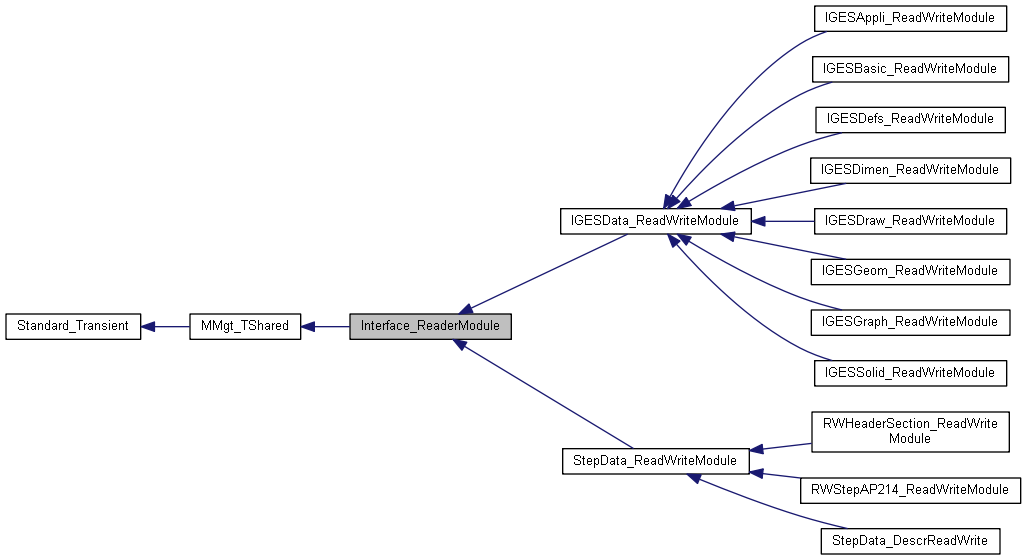 IGESAppli_ReadWriteModule
IGESBasic_ReadWriteModule
IGESDefs_ReadWriteModule
IGESDimen_ReadWriteModule
IGESData_ReadWriteModule
IGESDraw_ReadWriteModule
IGESGeom_ReadWriteModule
Standard_Transient
MMgt_TShared
Interface_ReaderModule
IGESGraph_ReadWriteModule
IGESSolid_ReadWriteModule
RWHeaderSection_ReadWrite
Module
StepData_ReadWriteModule
RWStepAP214_ReadWriteModule
StepData_DescrReadWrite